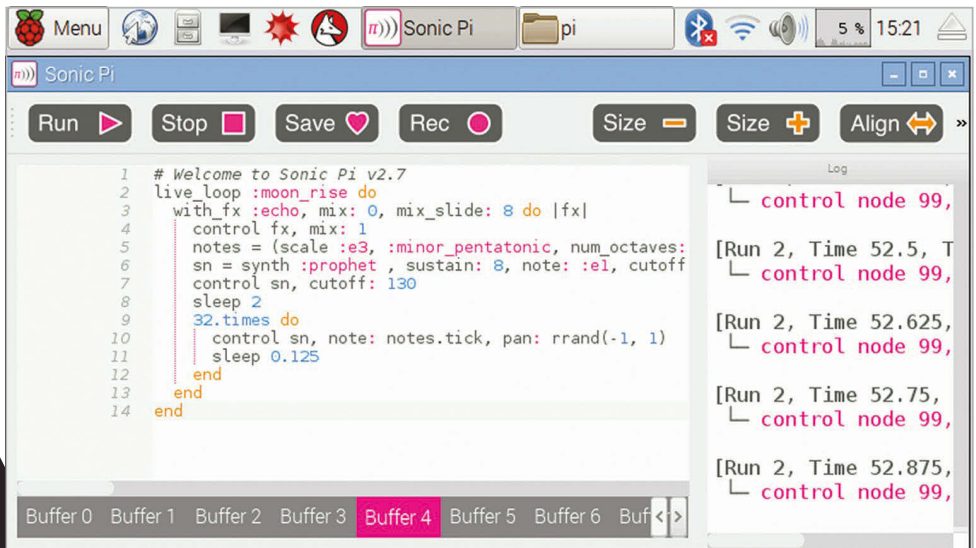 Menu Sonic Pi pi 5 % 15:21
π))) Sonic Pi
Run Stop Save Rec Size Size Align »
1 # Welcome to Sonic Pi v2.7
2 live_loop :moon_rise do
3 with_fx :echo, mix: 0, mix_slide: 8 do |fx|
4 control fx, mix: 1
5 notes = (scale :e3, :minor_pentatonic, num_octaves:
6 sn = synth :prophet , sustain: 8, note: :e1, cutoff
7 control sn, cutoff: 130
8 sleep 2
9 32.times do
10 control sn, note: notes.tick, pan: rrand(-1, 1)
11 sleep 0.125
12 end
13 end
14 end
Log
└─ control node 99,
[Run 2, Time 52.5, T
└─ control node 99,
[Run 2, Time 52.625,
└─ control node 99,
[Run 2, Time 52.75,
└─ control node 99,
[Run 2, Time 52.875,
└─ control node 99,
Buffer 0 Buffer 1 Buffer 2 Buffer 3 Buffer 4 Buffer 5 Buffer 6 Buf